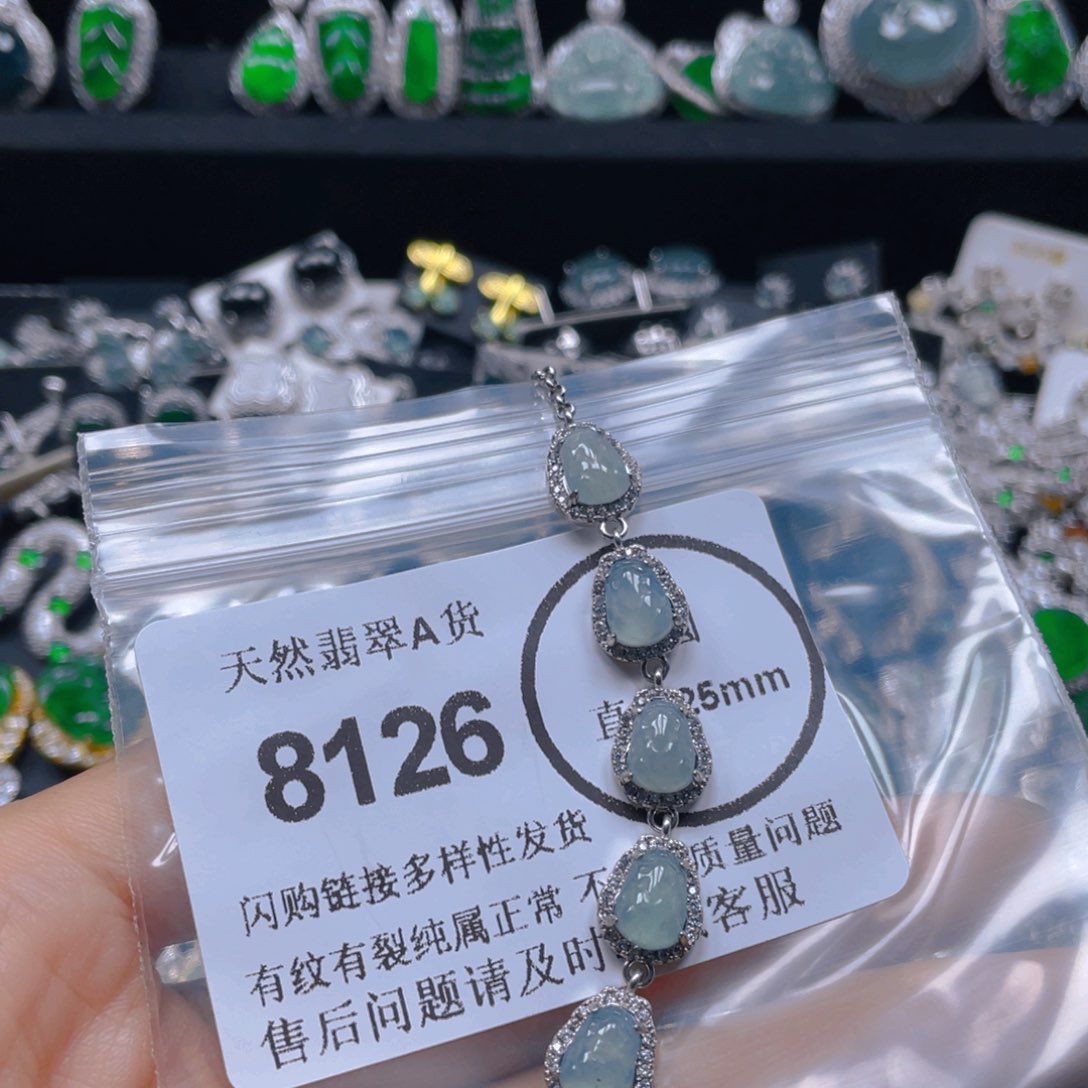 天然翡翠A货
8126
直 25mm
闪购链接多样性发货
有纹有裂纯属正常 不 质量问题
售后问题请及时 客服